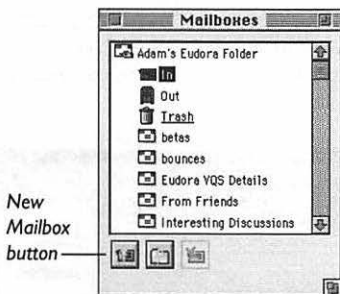 Mailboxes
Adam's Eudora Folder
In
Out
Trash
betas
bounces
Eudora VQS Details
From Friends
Interesting Discussions
New
Mailbox
button